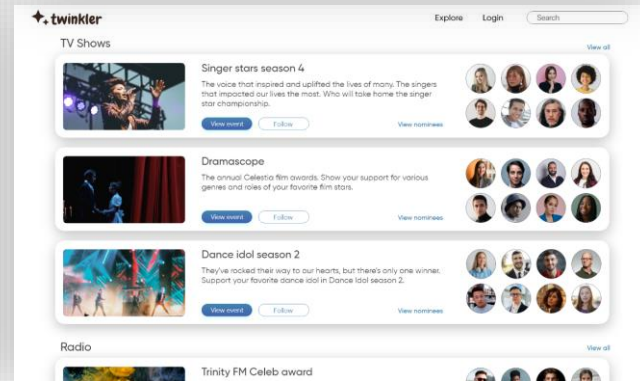 twinkler
Explore
Login
Search
TV Shows
View all
Singer stars season 4
The voice that inspired and uplifted the lives of many. The singers
that impacted our lives the most. Who will take home the singer
star championship.
View event
Follow
View nominees
Dramascope
The annual Celestia film awards. Show your support for various
genres and roles of your favorite film stars.
View event
Follow
View nominees
Dance idol season 2
They've rocked their way to our hearts, but there's only one winner.
Support your favorite dance idol in Dance Idol season 2.
View event
Follow
View nominees
Radio
View all
Trinity FM Celeb award